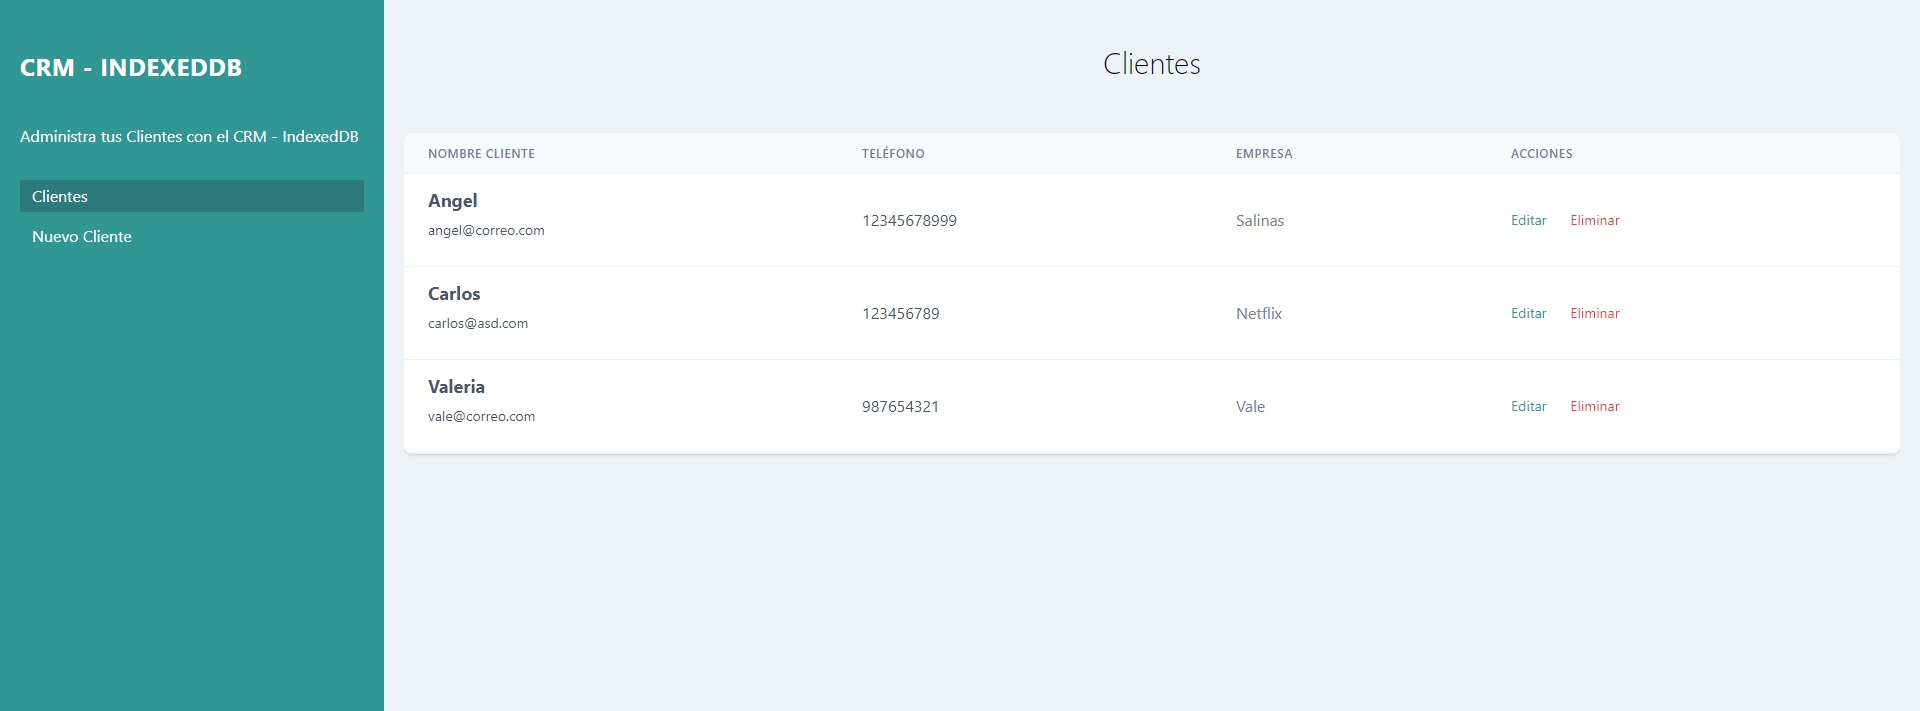 CRM - INDEXEDDB
Administra tus Clientes con el CRM - IndexedDB
Clientes
Nuevo Cliente
Clientes
NOMBRE CLIENTE TELÉFONO EMPRESA ACCIONES
Angel
angel@correo.com
12345678999 Salinas Editar Eliminar
Carlos
carlos@asd.com
123456789 Netflix Editar Eliminar
Valeria
vale@correo.com
987654321 Vale Editar Eliminar